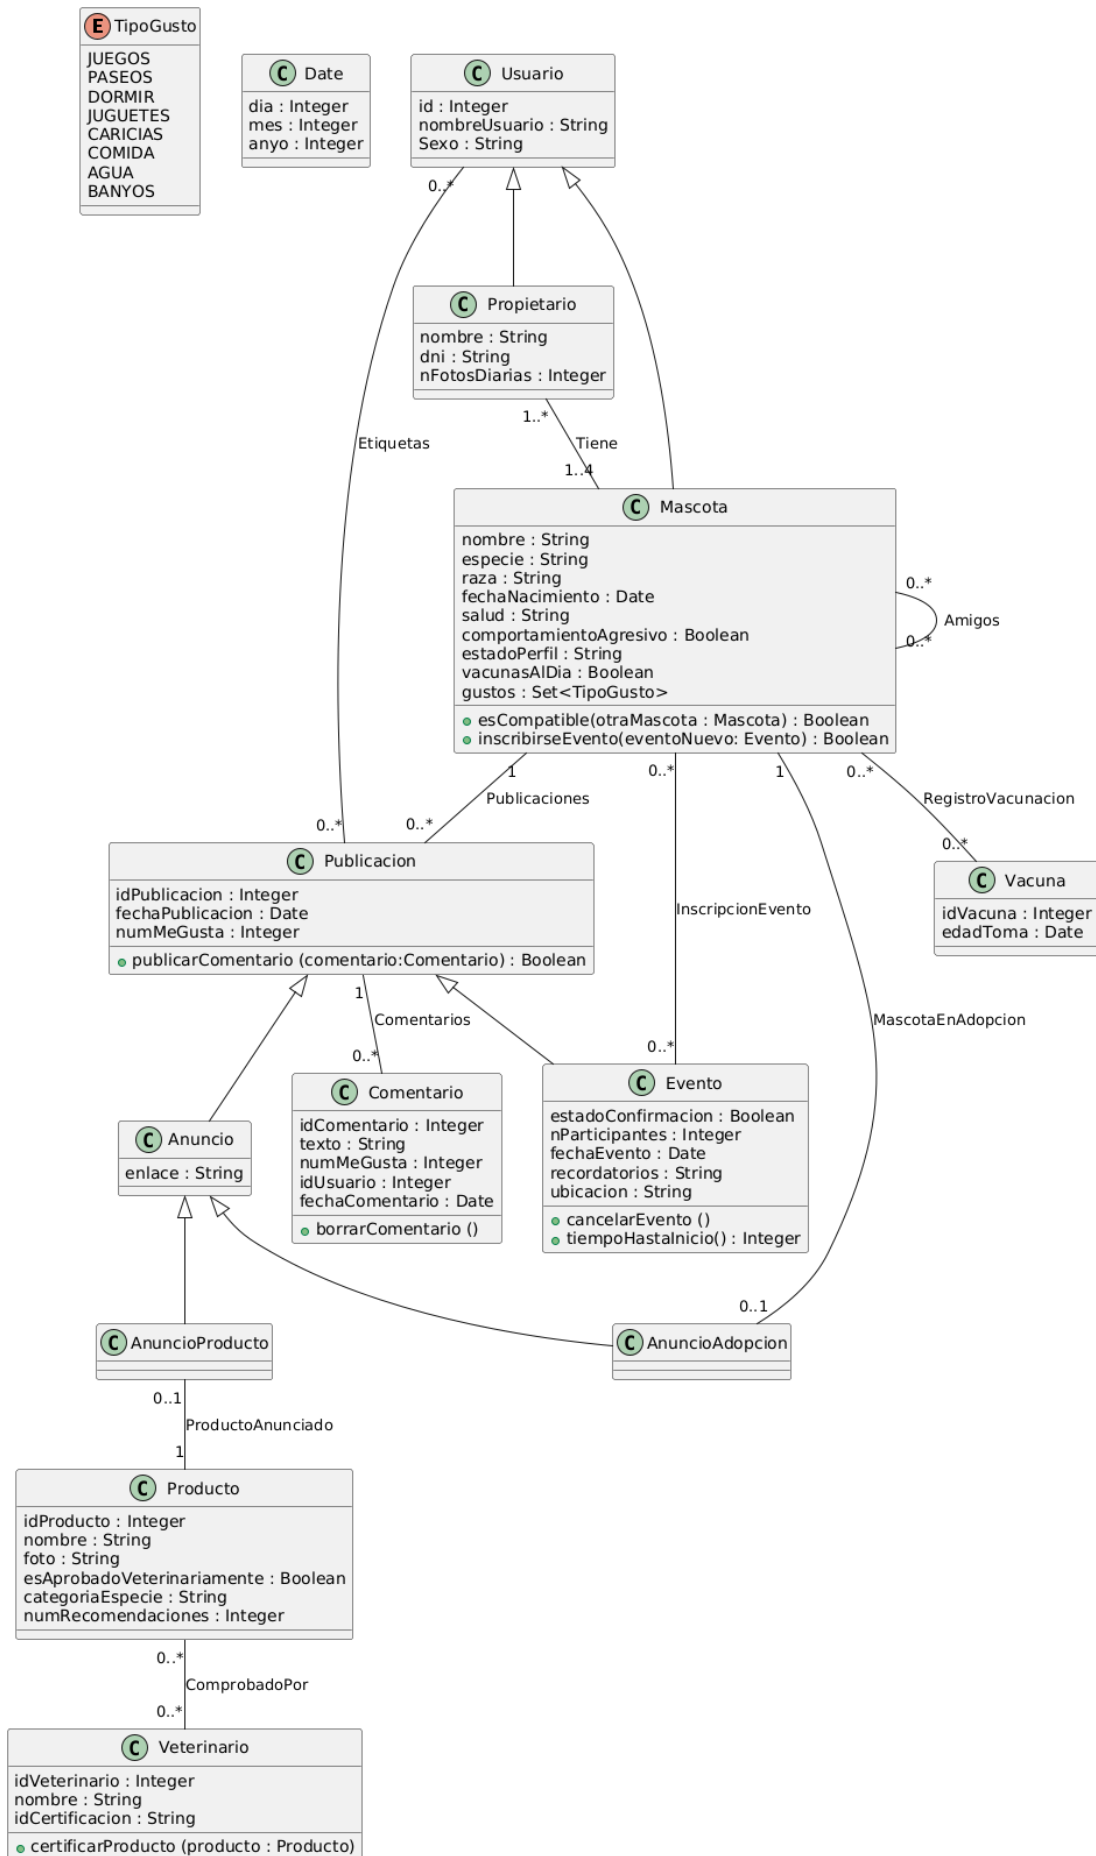 E TipoGusto
JUEGOS
PASEOS
DORMIR
JUGUETES
CARICIAS
COMIDA
AGUA
BANYOS
C Date
dia : Integer
mes : Integer
anyo : Integer
C Usuario
id : Integer
nombreUsuario : String
Sexo : String
0..*
C Propietario
nombre : String
dni : String
nFotosDiarias : Integer
Etiquetas
1..*
Tiene
1..4
C Mascota
nombre : String
especie : String
raza : String
fechaNacimiento : Date
salud : String
comportamientoAgresivo : Boolean
estadoPerfil : String
vacunasAlDia : Boolean
gustos : Set<TipoGusto>
esCompatible(otraMascota : Mascota) : Boolean
inscribirseEvento(eventoNuevo: Evento) : Boolean
0..*
Amigos
0..*
1
0..*
1
0..*
Publicaciones
RegistroVacunacion
0..*
0..*
0..*
C Publicacion
idPublicacion : Integer
fechaPublicacion : Date
numMeGusta : Integer
publicarComentario (comentario:Comentario) : Boolean
InscripcionEvento
C Vacuna
idVacuna : Integer
edadToma : Date
1
Comentarios
MascotaEnAdopcion
0..*
0..*
C Anuncio
enlace : String
C Comentario
idComentario : Integer
texto : String
numMeGusta : Integer
idUsuario : Integer
fechaComentario : Date
borrarComentario ()
C Evento
estadoConfirmacion : Boolean
nParticipantes : Integer
fechaEvento : Date
recordatorios : String
ubicacion : String
cancelarEvento ()
tiempoHastaInicio() : Integer
0..1
C AnuncioProducto
C AnuncioAdopcion
0..1
ProductoAnunciado
1
C Producto
idProducto : Integer
nombre : String
foto : String
esAprobadoVeterinariamente : Boolean
categoriaEspecie : String
numRecomendaciones : Integer
0..*
ComprobadoPor
0..*
C Veterinario
idVeterinario : Integer
nombre : String
idCertificacion : String
certificarProducto (producto : Producto)